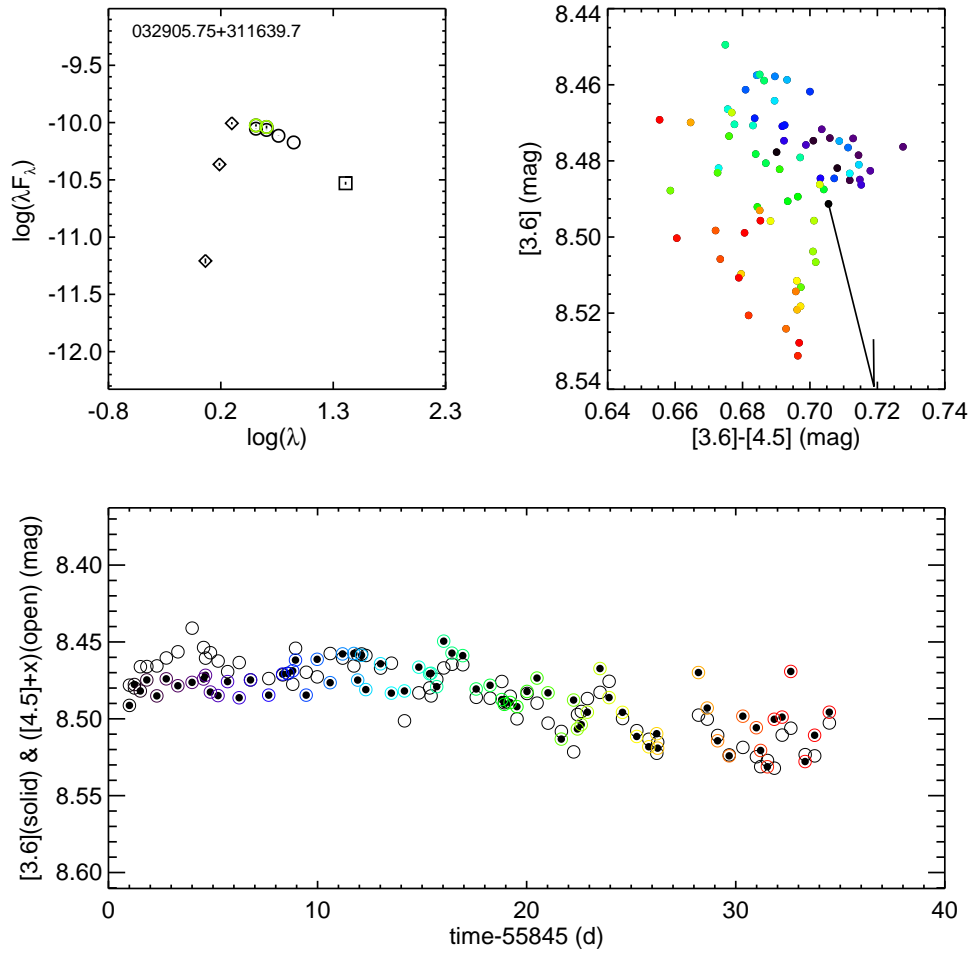 032905.75+311639.7
-9.5
-10.0
-10.5
-11.0
-11.5
-12.0
log(λFλ)
-0.8 0.2 1.3 2.3
log(λ)
8.44
8.46
8.48
8.50
8.52
8.54
[3.6] (mag)
0.64 0.66 0.68 0.70 0.72 0.74
[3.6]-[4.5] (mag)
8.40
8.45
8.50
8.55
8.60
[3.6](solid) & ([4.5]+x)(open) (mag)
0 10 20 30 40
time-55845 (d)